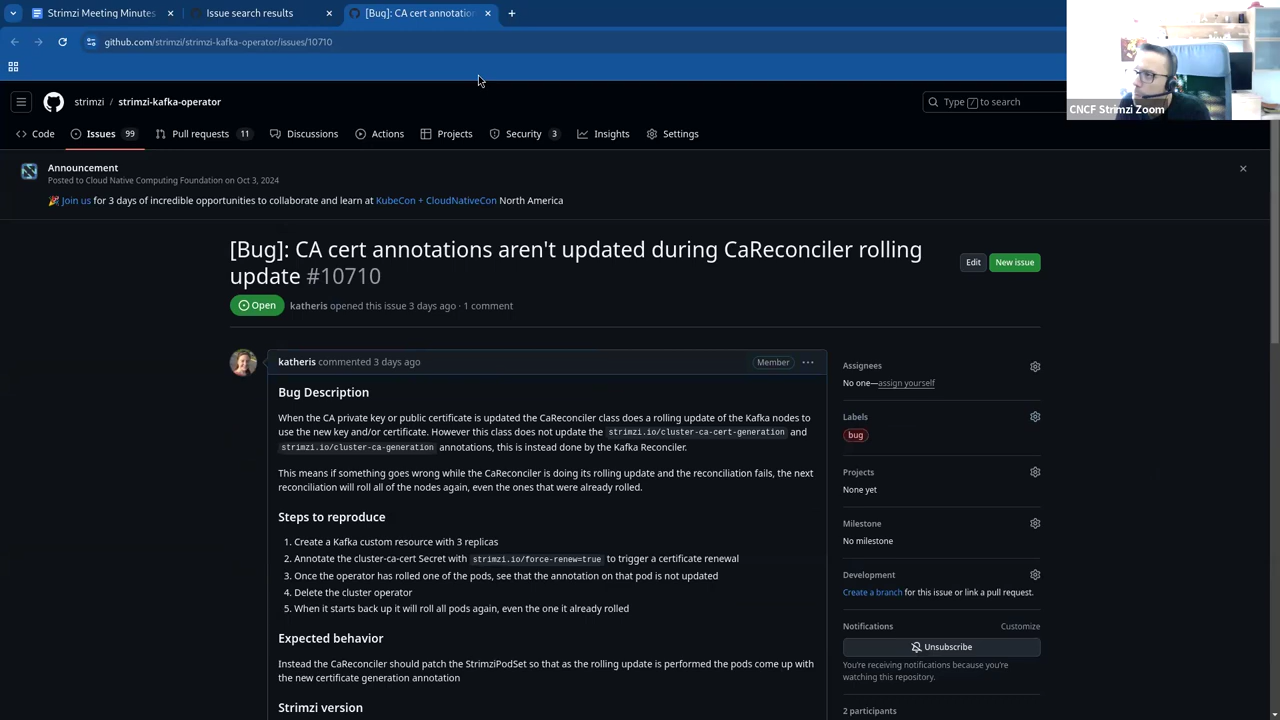 Strimzi Meeting Minutes
Issue search results
[Bug]: CA cert annotation
github.com/strimzi/strimzi-kafka-operator/issues/10710
CNCF Strimzi Zoom
strimzi / strimzi-kafka-operator
Type / to search
Code
Issues 99
Pull requests 11
Discussions
Actions
Projects
Security 3
Insights
Settings
Announcement
Posted to Cloud Native Computing Foundation on Oct 3, 2024
🎉 Join us for 3 days of incredible opportunities to collaborate and learn at KubeCon + CloudNativeCon North America
[Bug]: CA cert annotations aren't updated during CaReconciler rolling
update #10710
Edit
New issue
Open
katheris opened this issue 3 days ago · 1 comment
katheris commented 3 days ago
Member
Bug Description
When the CA private key or public certificate is updated the CaReconciler class does a rolling update of the Kafka nodes to
use the new key and/or certificate. However this class does not update the strimzi.io/cluster-ca-cert-generation and
strimzi.io/cluster-ca-generation annotations, this is instead done by the Kafka Reconciler.
This means if something goes wrong while the CaReconciler is doing its rolling update and the reconciliation fails, the next
reconciliation will roll all of the nodes again, even the ones that were already rolled.
Steps to reproduce
1. Create a Kafka custom resource with 3 replicas
2. Annotate the cluster-ca-cert Secret with strimzi.io/force-renew=true to trigger a certificate renewal
3. Once the operator has rolled one of the pods, see that the annotation on that pod is not updated
4. Delete the cluster operator
5. When it starts back up it will roll all pods again, even the one it already rolled
Expected behavior
Instead the CaReconciler should patch the StrimziPodSet so that as the rolling update is performed the pods come up with
the new certificate generation annotation
Strimzi version
Assignees
No one—assign yourself
Labels
bug
Projects
None yet
Milestone
No milestone
Development
Create a branch for this issue or link a pull request.
Notifications
Customize
Unsubscribe
You're receiving notifications because you're
watching this repository.
2 participants